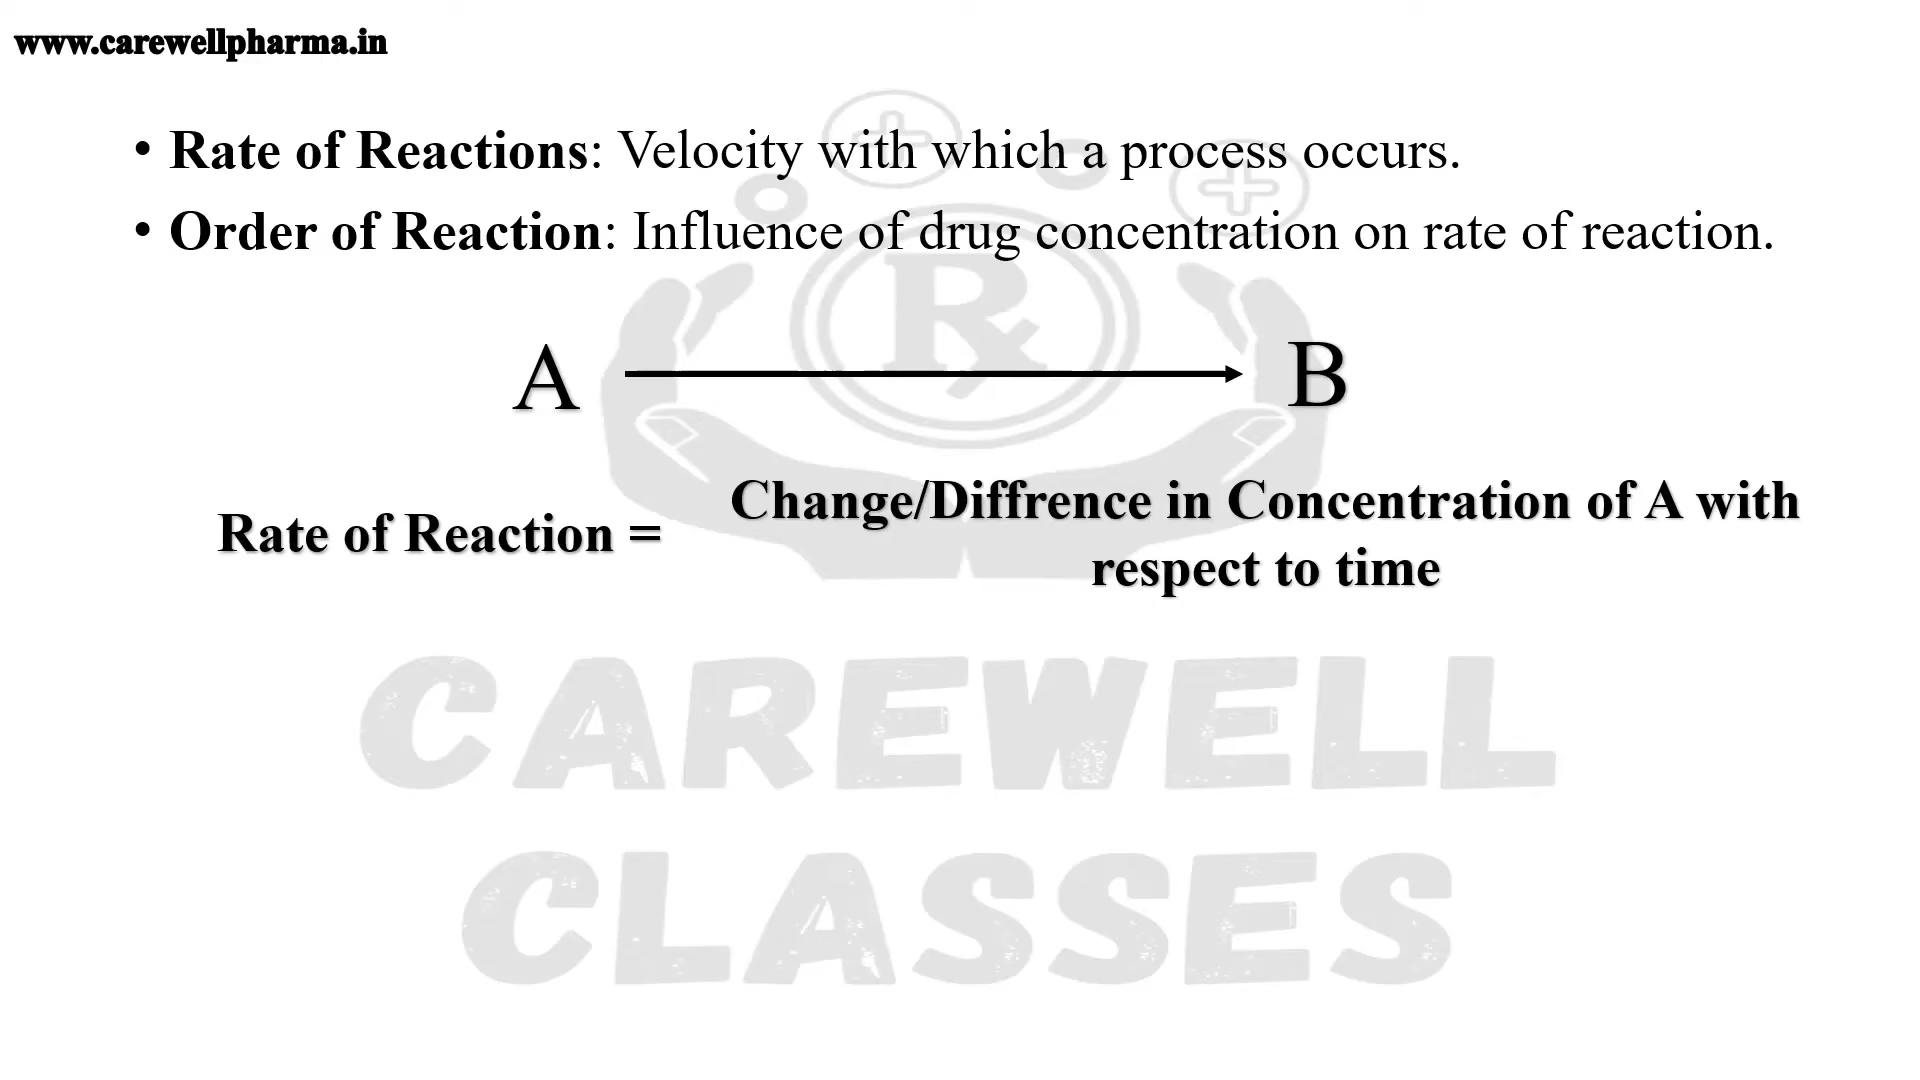 www.carewellpharma.in
• Rate of Reactions: Velocity with which a process occurs.
• Order of Reaction: Influence of drug concentration on rate of reaction.
Rx
A → B
Rate of Reaction = Change/Diffrence in Concentration of A with
respect to time
CAREWELL
CLASSES